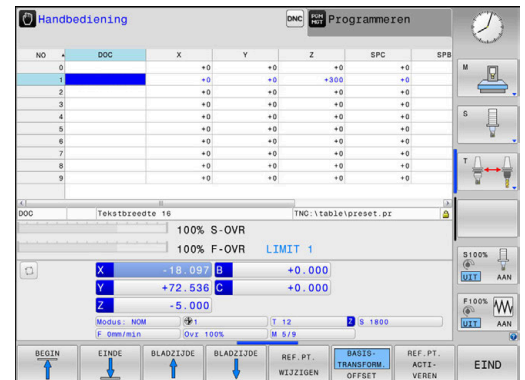 Handbediening DNC PGM MGT Programmeren
NO DOC X Y Z SPC SPB
0 +0 +0 +0 +0
1 +0 +0 +300 +0
2 +0 +0 +0 +0
3 +0 +0 +0 +0
4 +0 +0 +0 +0
5 +0 +0 +0 +0
6 +0 +0 +0 +0
7 +0 +0 +0 +0
8 +0 +0 +0 +0
9 +0 +0 +0 +0
DOC Tekstbreedte 16 TNC:\table\preset.pr
100% S-OVR
100% F-OVR LIMIT 1
X -18.097 B +0.000
Y +72.536 C +0.000
Z -5.000
Modus: NOM 1 T 12 Z S 1800
F 0mm/min Ovr 100% M 5/9
M
S
T
S100%
UIT AAN
F100%
UIT AAN
BEGIN
EINDE
BLADZIJDE
BLADZIJDE
REF.PT.
WIJZIGEN
BASIS-
TRANSFORM.
OFFSET
REF.PT.
ACTI-
VEREN
EIND